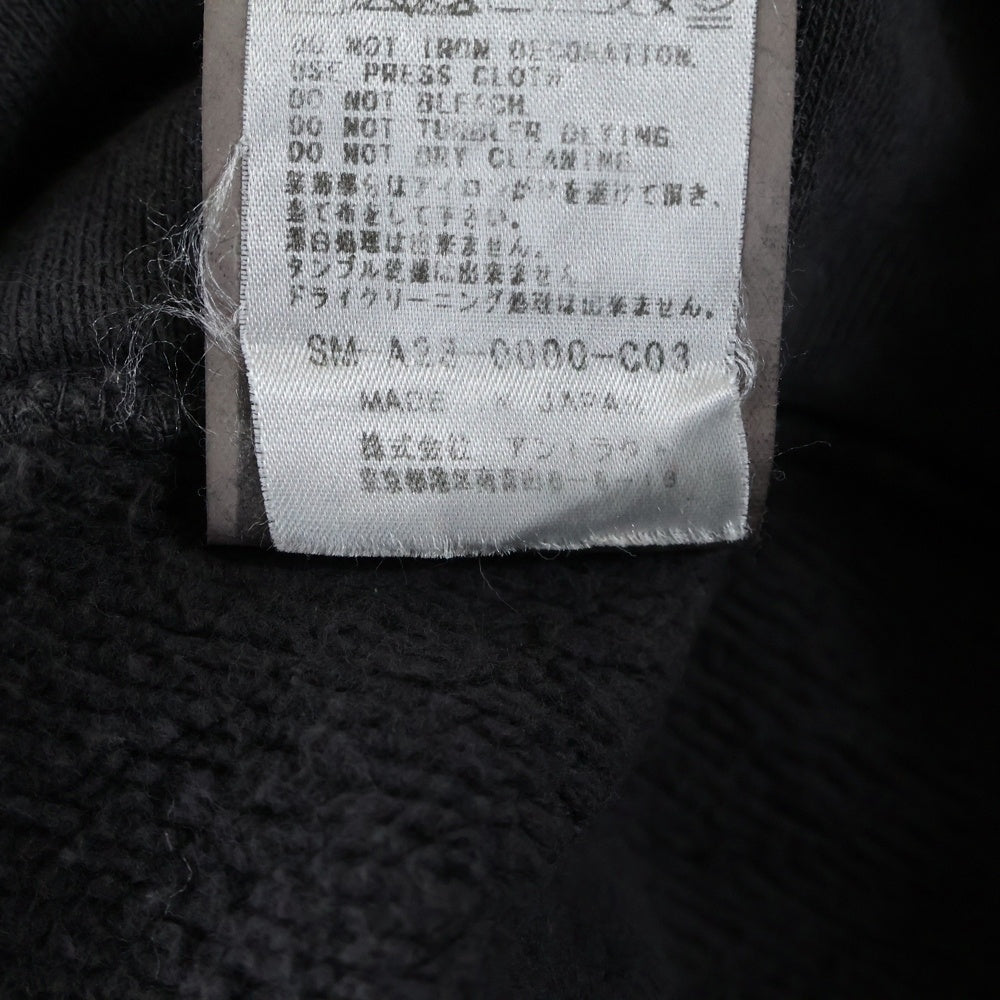 DO NOT IRON DECORATION.
USE PRESS CLOTH
DO NOT BLEACH.
DO NOT TUMBLER DRYING
DO NOT DRY CLEANING.
はアイロンがけを避けて頂き、
当て布をして下さい。
漂白処理は出来ません。
タンブル乾燥は出来ません
ドライクリーニング処理は出来ません。
SM-A23-0000-C03
MADE IN JAPAN
株式会社